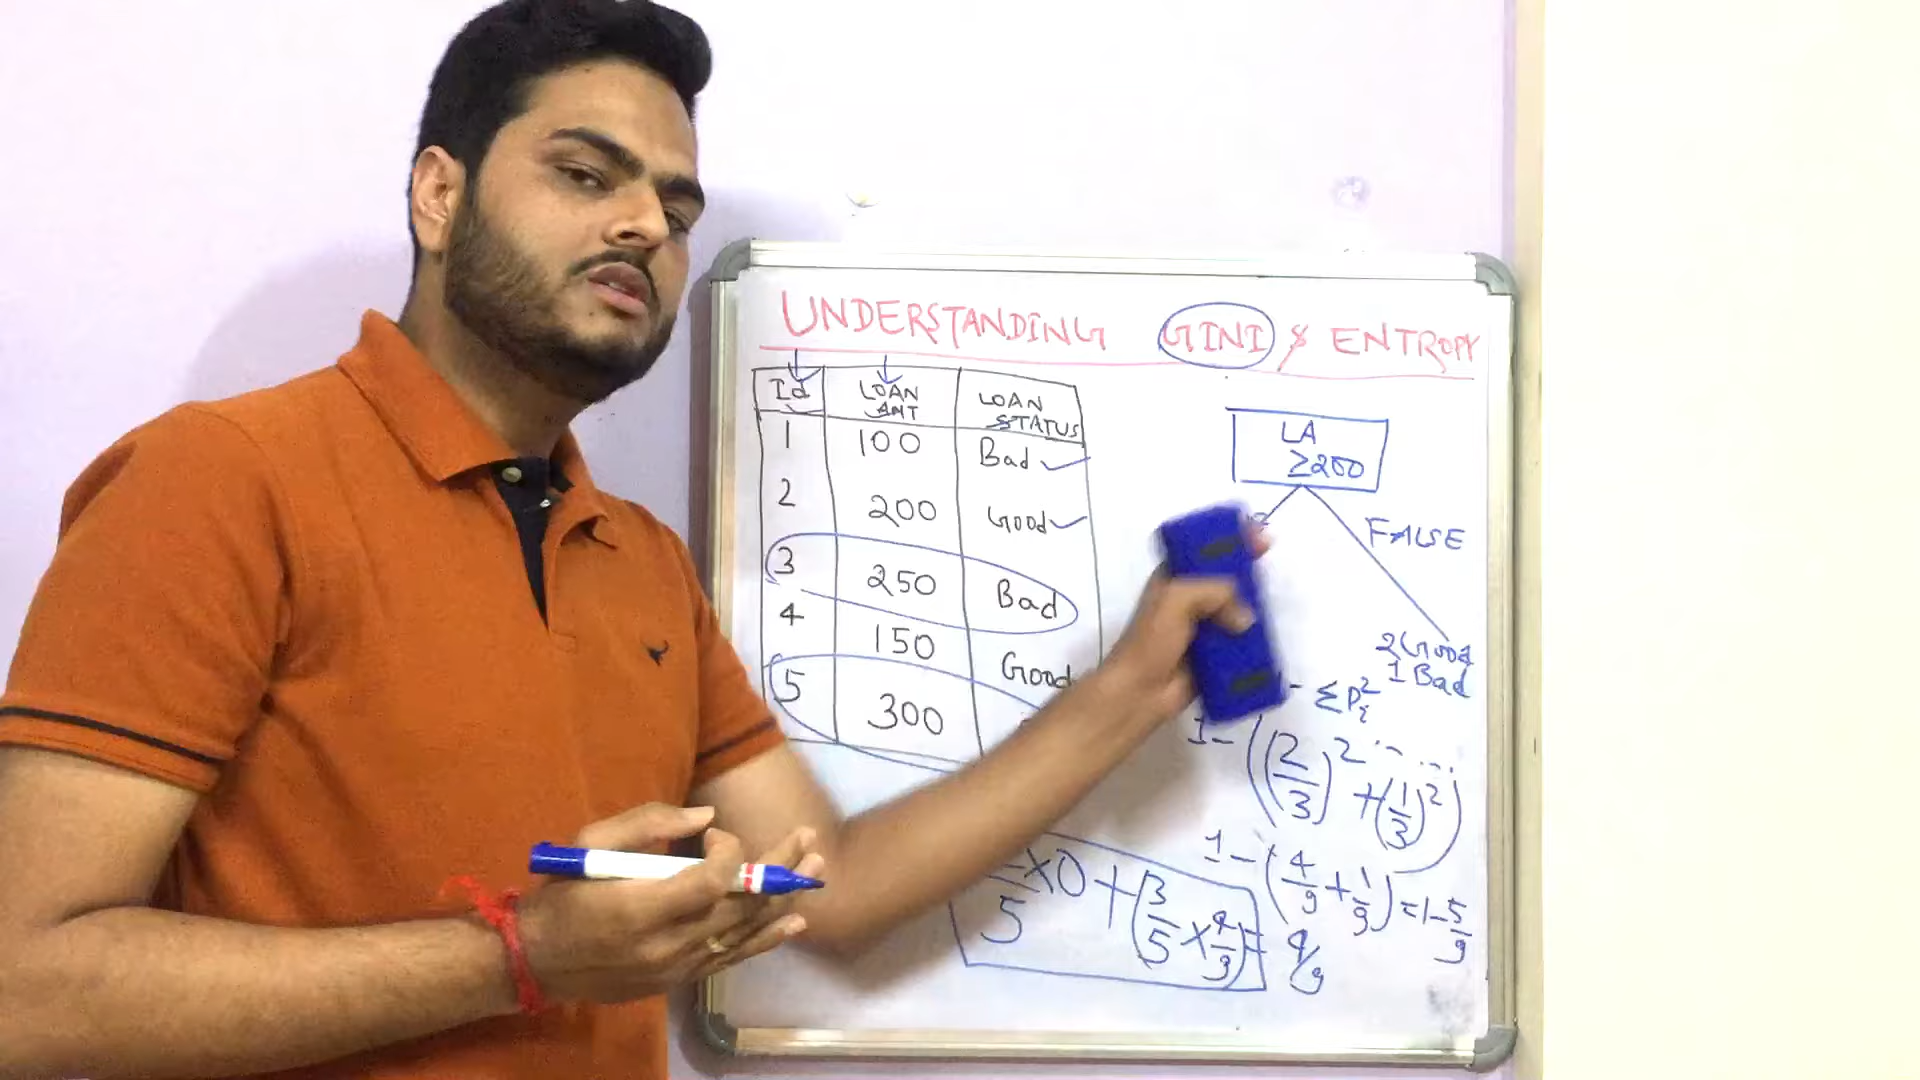 UNDERSTANDING GINI & ENTROPY
Id LOAN AMT LOAN STATUS
1 100 Bad
2 200 Good
3 250 Bad
4 150 Good
5 300
LA
≥200
FALSE
2 Good
1 Bad
- ΣPi²
1-((2/3)² + (1/3)²)
1-(4/9+1/9)=1-5/9
5 ×0+(3/5×4/9)= 4/9